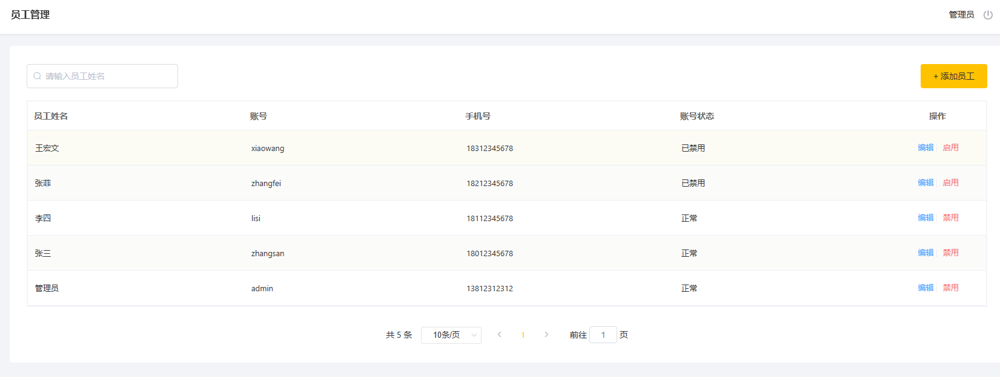 员工管理 管理员
请输入员工姓名 + 添加员工
员工姓名 账号 手机号 账号状态 操作
王宏文 xiaowang 18312345678 已禁用 编辑 启用
张菲 zhangfei 18212345678 已禁用 编辑 启用
李四 lisi 18112345678 正常 编辑 禁用
张三 zhangsan 18012345678 正常 编辑 禁用
管理员 admin 13812312312 正常 编辑 禁用
共 5 条 10条/页 1 前往 1 页